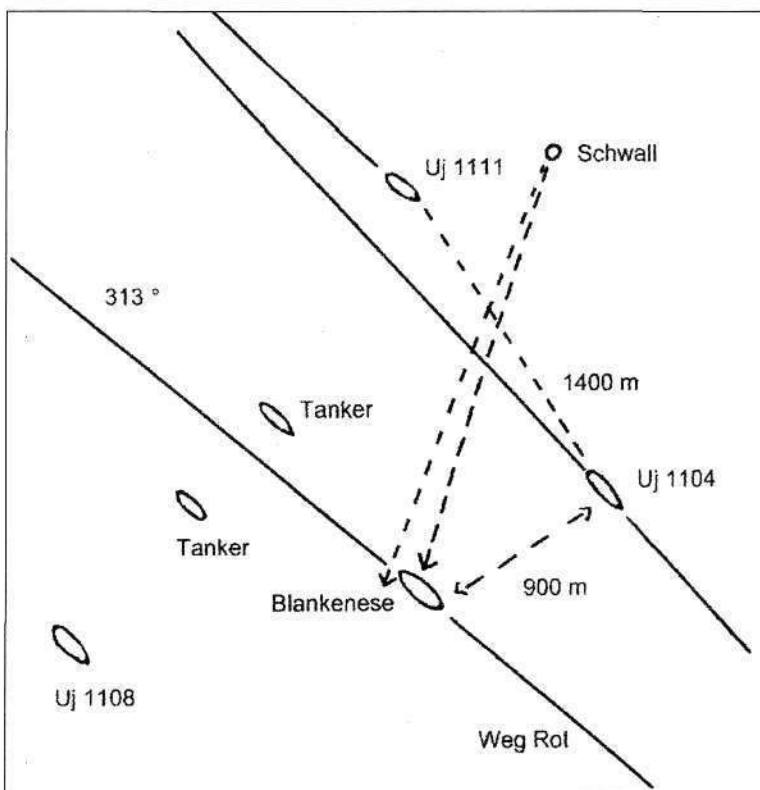 Uj 1111
Schwall
313 °
1400 m
Tanker
Uj 1104
Tanker
900 m
Blankenese
Uj 1108
Weg Rot